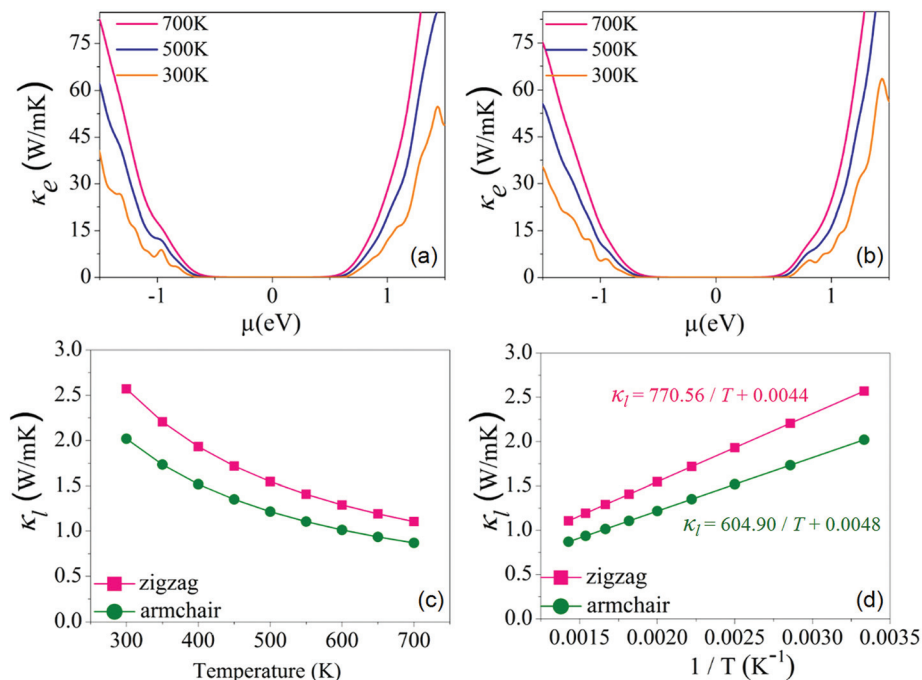 75
60
45
30
15
0
κe (W/mK)
700K
500K
300K
(a)
-1
0
1
μ(eV)
75
60
45
30
15
0
κe (W/mK)
700K
500K
300K
(b)
-1
0
1
μ(eV)
3.0
2.5
2.0
1.5
1.0
0.5
0.0
κl (W/mK)
zigzag
armchair
(c)
300 400 500 600 700
Temperature (K)
3.0
2.5
2.0
1.5
1.0
0.5
0.0
κl (W/mK)
κl = 770.56 / T + 0.0044
κl = 604.90 / T + 0.0048
zigzag
armchair
(d)
0.0015 0.0020 0.0025 0.0030 0.0035
1 / T (K⁻¹)